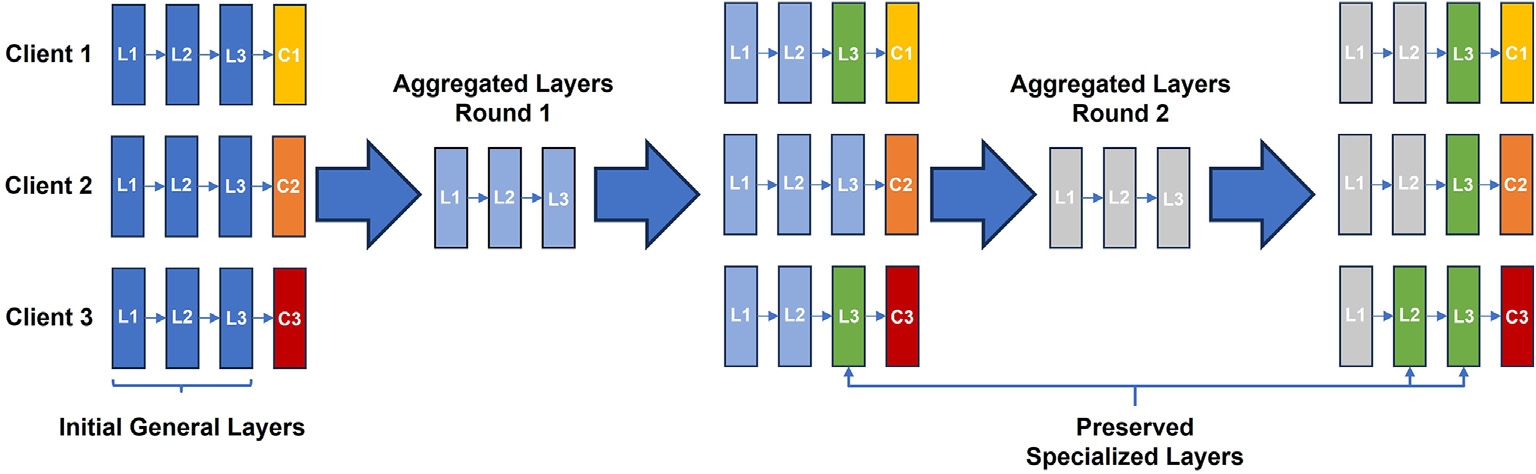 Client 1
L1 L2 L3 C1
Client 2
L1 L2 L3 C2
Client 3
L1 L2 L3 C3
Initial General Layers
Aggregated Layers
Round 1
L1 L2 L3
L1 L2 L3 C1
L1 L2 L3 C2
L1 L2 L3 C3
Aggregated Layers
Round 2
L1 L2 L3
L1 L2 L3 C1
L1 L2 L3 C2
L1 L2 L3 C3
Preserved
Specialized Layers